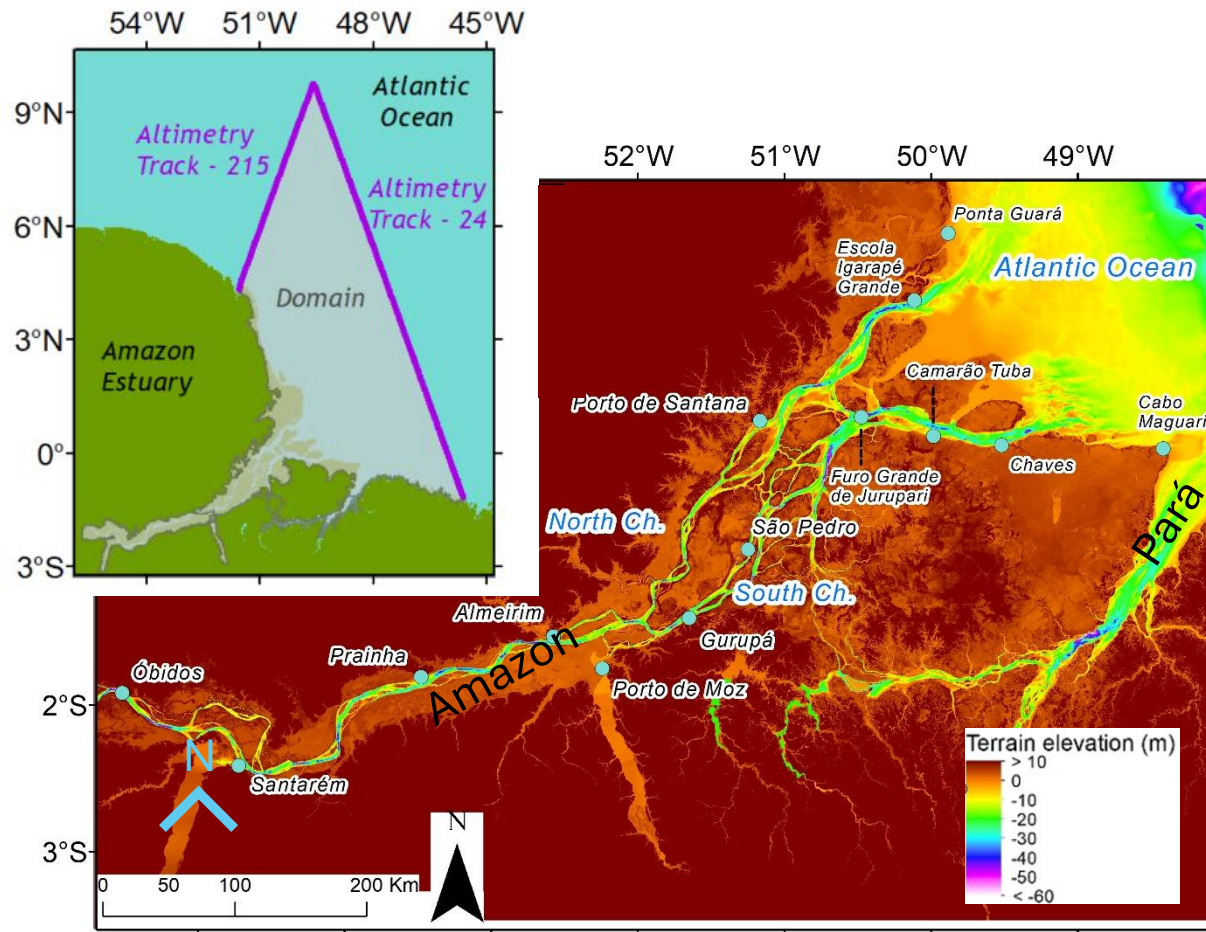 54°W 51°W 48°W 45°W
9°N
6°N
3°N
0°
3°S
Atlantic
Ocean
Altimetry
Track - 215
Altimetry
Track - 24
Domain
Amazon
Estuary
52°W 51°W 50°W 49°W
Ponta Guará
Escola
Igarapé
Grande
Atlantic Ocean
Camarão Tuba
Porto de Santana
Cabo
Maguari
Chaves
Furo Grande
de Jurupari
North Ch.
São Pedro
Pará
South Ch.
Almeirim
Gurupá
Prainha
Amazon
Óbidos
Porto de Moz
2°S
N
Santarém
Terrain elevation (m)
> 10
0
-10
-20
-30
-40
-50
< -60
N
3°S
0 50 100 200 Km